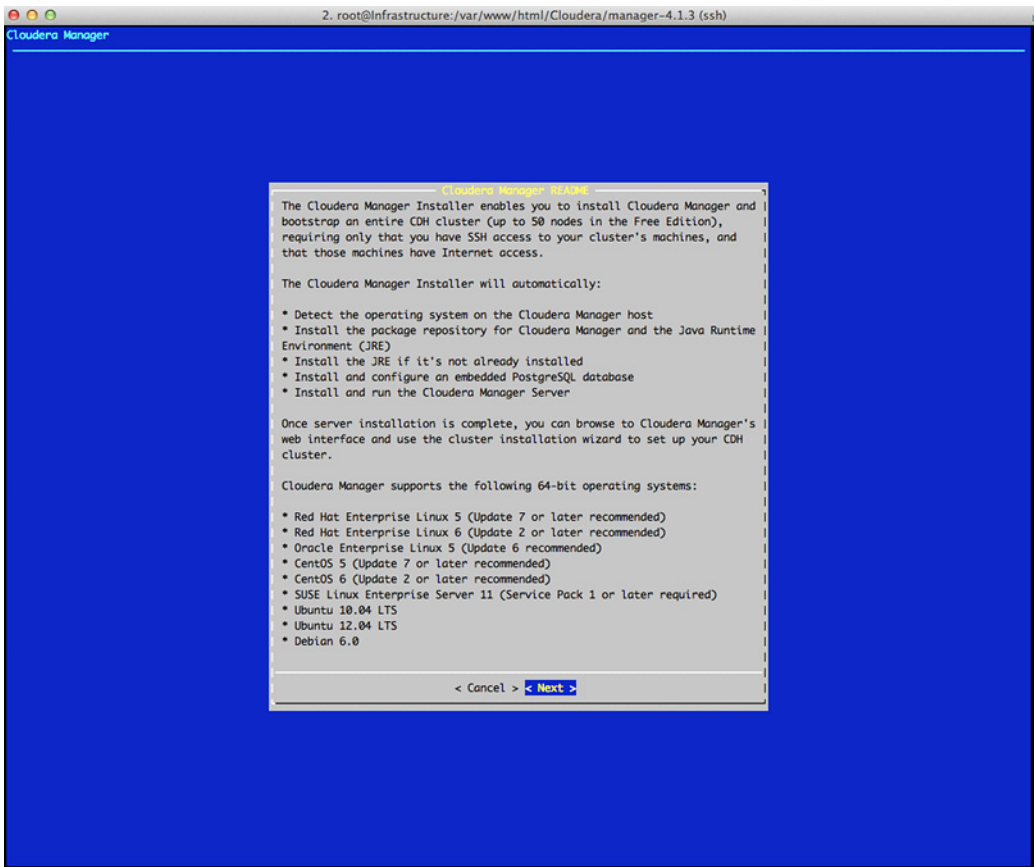 2. root@Infrastructure:/var/www/html/Cloudera/manager-4.1.3 (ssh)
Cloudera Manager
Cloudera Manager README
The Cloudera Manager Installer enables you to install Cloudera Manager and
bootstrap an entire CDH cluster (up to 50 nodes in the Free Edition),
requiring only that you have SSH access to your cluster's machines, and
that those machines have Internet access.
The Cloudera Manager Installer will automatically:
* Detect the operating system on the Cloudera Manager host
* Install the package repository for Cloudera Manager and the Java Runtime
Environment (JRE)
* Install the JRE if it's not already installed
* Install and configure an embedded PostgreSQL database
* Install and run the Cloudera Manager Server
Once server installation is complete, you can browse to Cloudera Manager's
web interface and use the cluster installation wizard to set up your CDH
cluster.
Cloudera Manager supports the following 64-bit operating systems:
* Red Hat Enterprise Linux 5 (Update 7 or later recommended)
* Red Hat Enterprise Linux 6 (Update 2 or later recommended)
* Oracle Enterprise Linux 5 (Update 6 recommended)
* CentOS 5 (Update 7 or later recommended)
* CentOS 6 (Update 2 or later recommended)
* SUSE Linux Enterprise Server 11 (Service Pack 1 or later required)
* Ubuntu 10.04 LTS
* Ubuntu 12.04 LTS
* Debian 6.0
< Cancel > < Next >